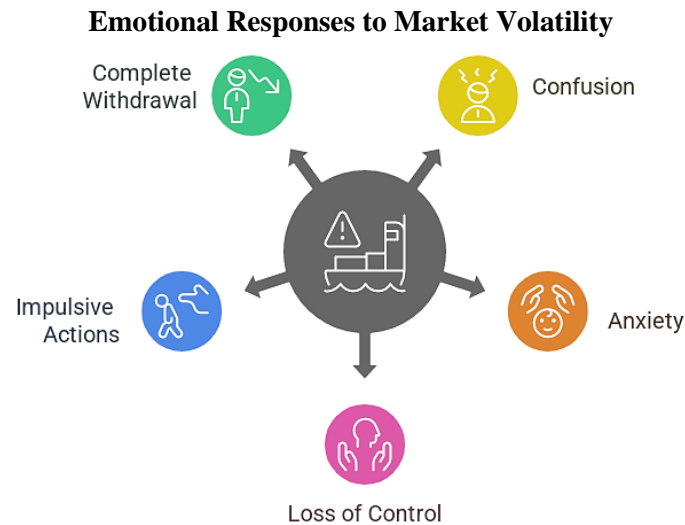 Emotional Responses to Market Volatility
Complete
Withdrawal
Confusion
Impulsive
Actions
Anxiety
Loss of Control